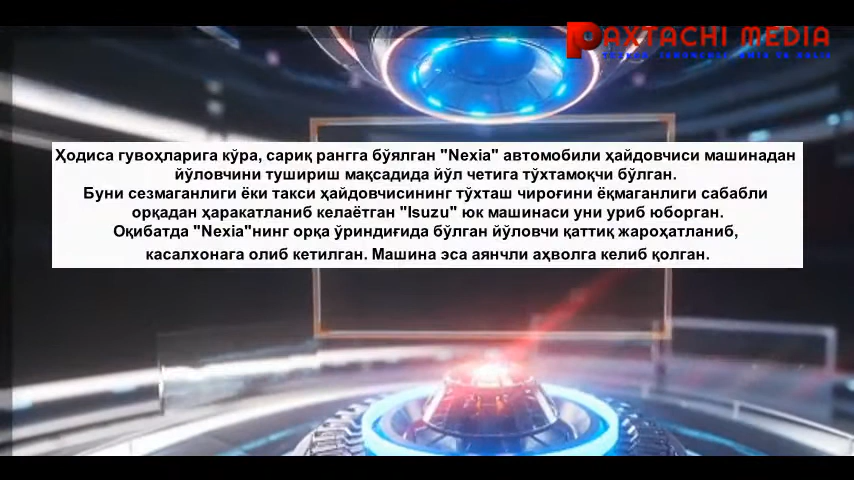 PAXTACHI MEDIA
Ҳодиса гувоҳларига кўра, сариқ рангга бўялган "Nexia" автомобили ҳайдовчиси машинадан
йўловчини тушириш мақсадида йўл четига тўхтамоқчи бўлган.
Буни сезмаганлиги ёки такси ҳайдовчисининг тўхташ чироғини ёқмаганлиги сабабли
орқадан ҳаракатланиб келаётган "Isuzu" юк машинаси уни уриб юборган.
Оқибатда "Nexia"нинг орқа ўриндиғида бўлган йўловчи қаттиқ жароҳатланиб,
касалхонага олиб кетилган. Машина эса аянчли аҳволга келиб қолган.